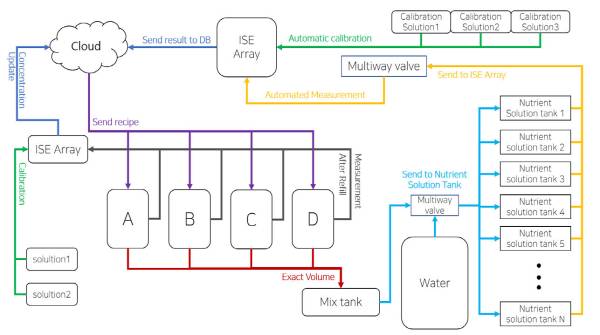 Calibration
Solution1
Calibration
Solution2
Calibration
Solution3
Automatic calibration
ISE
Array
Send result to DB
Cloud
Multiway valve
Send to ISE Array
Automated Measurement
Concentration
Update
Send recipe
ISE Array
Calibration
Measurement
After Refill
A
B
C
D
Exact Volume
Mix tank
solultion1
solultion2
Send to Nutrient
Solution Tank
Multiway
valve
Water
Nutrient
Solution tank 1
Nutrient
solution tank 2
Nutrient
solution tank 3
Nutrient
solution tank 4
Nutrient
solution tank 5
Nutrient
solution tank N